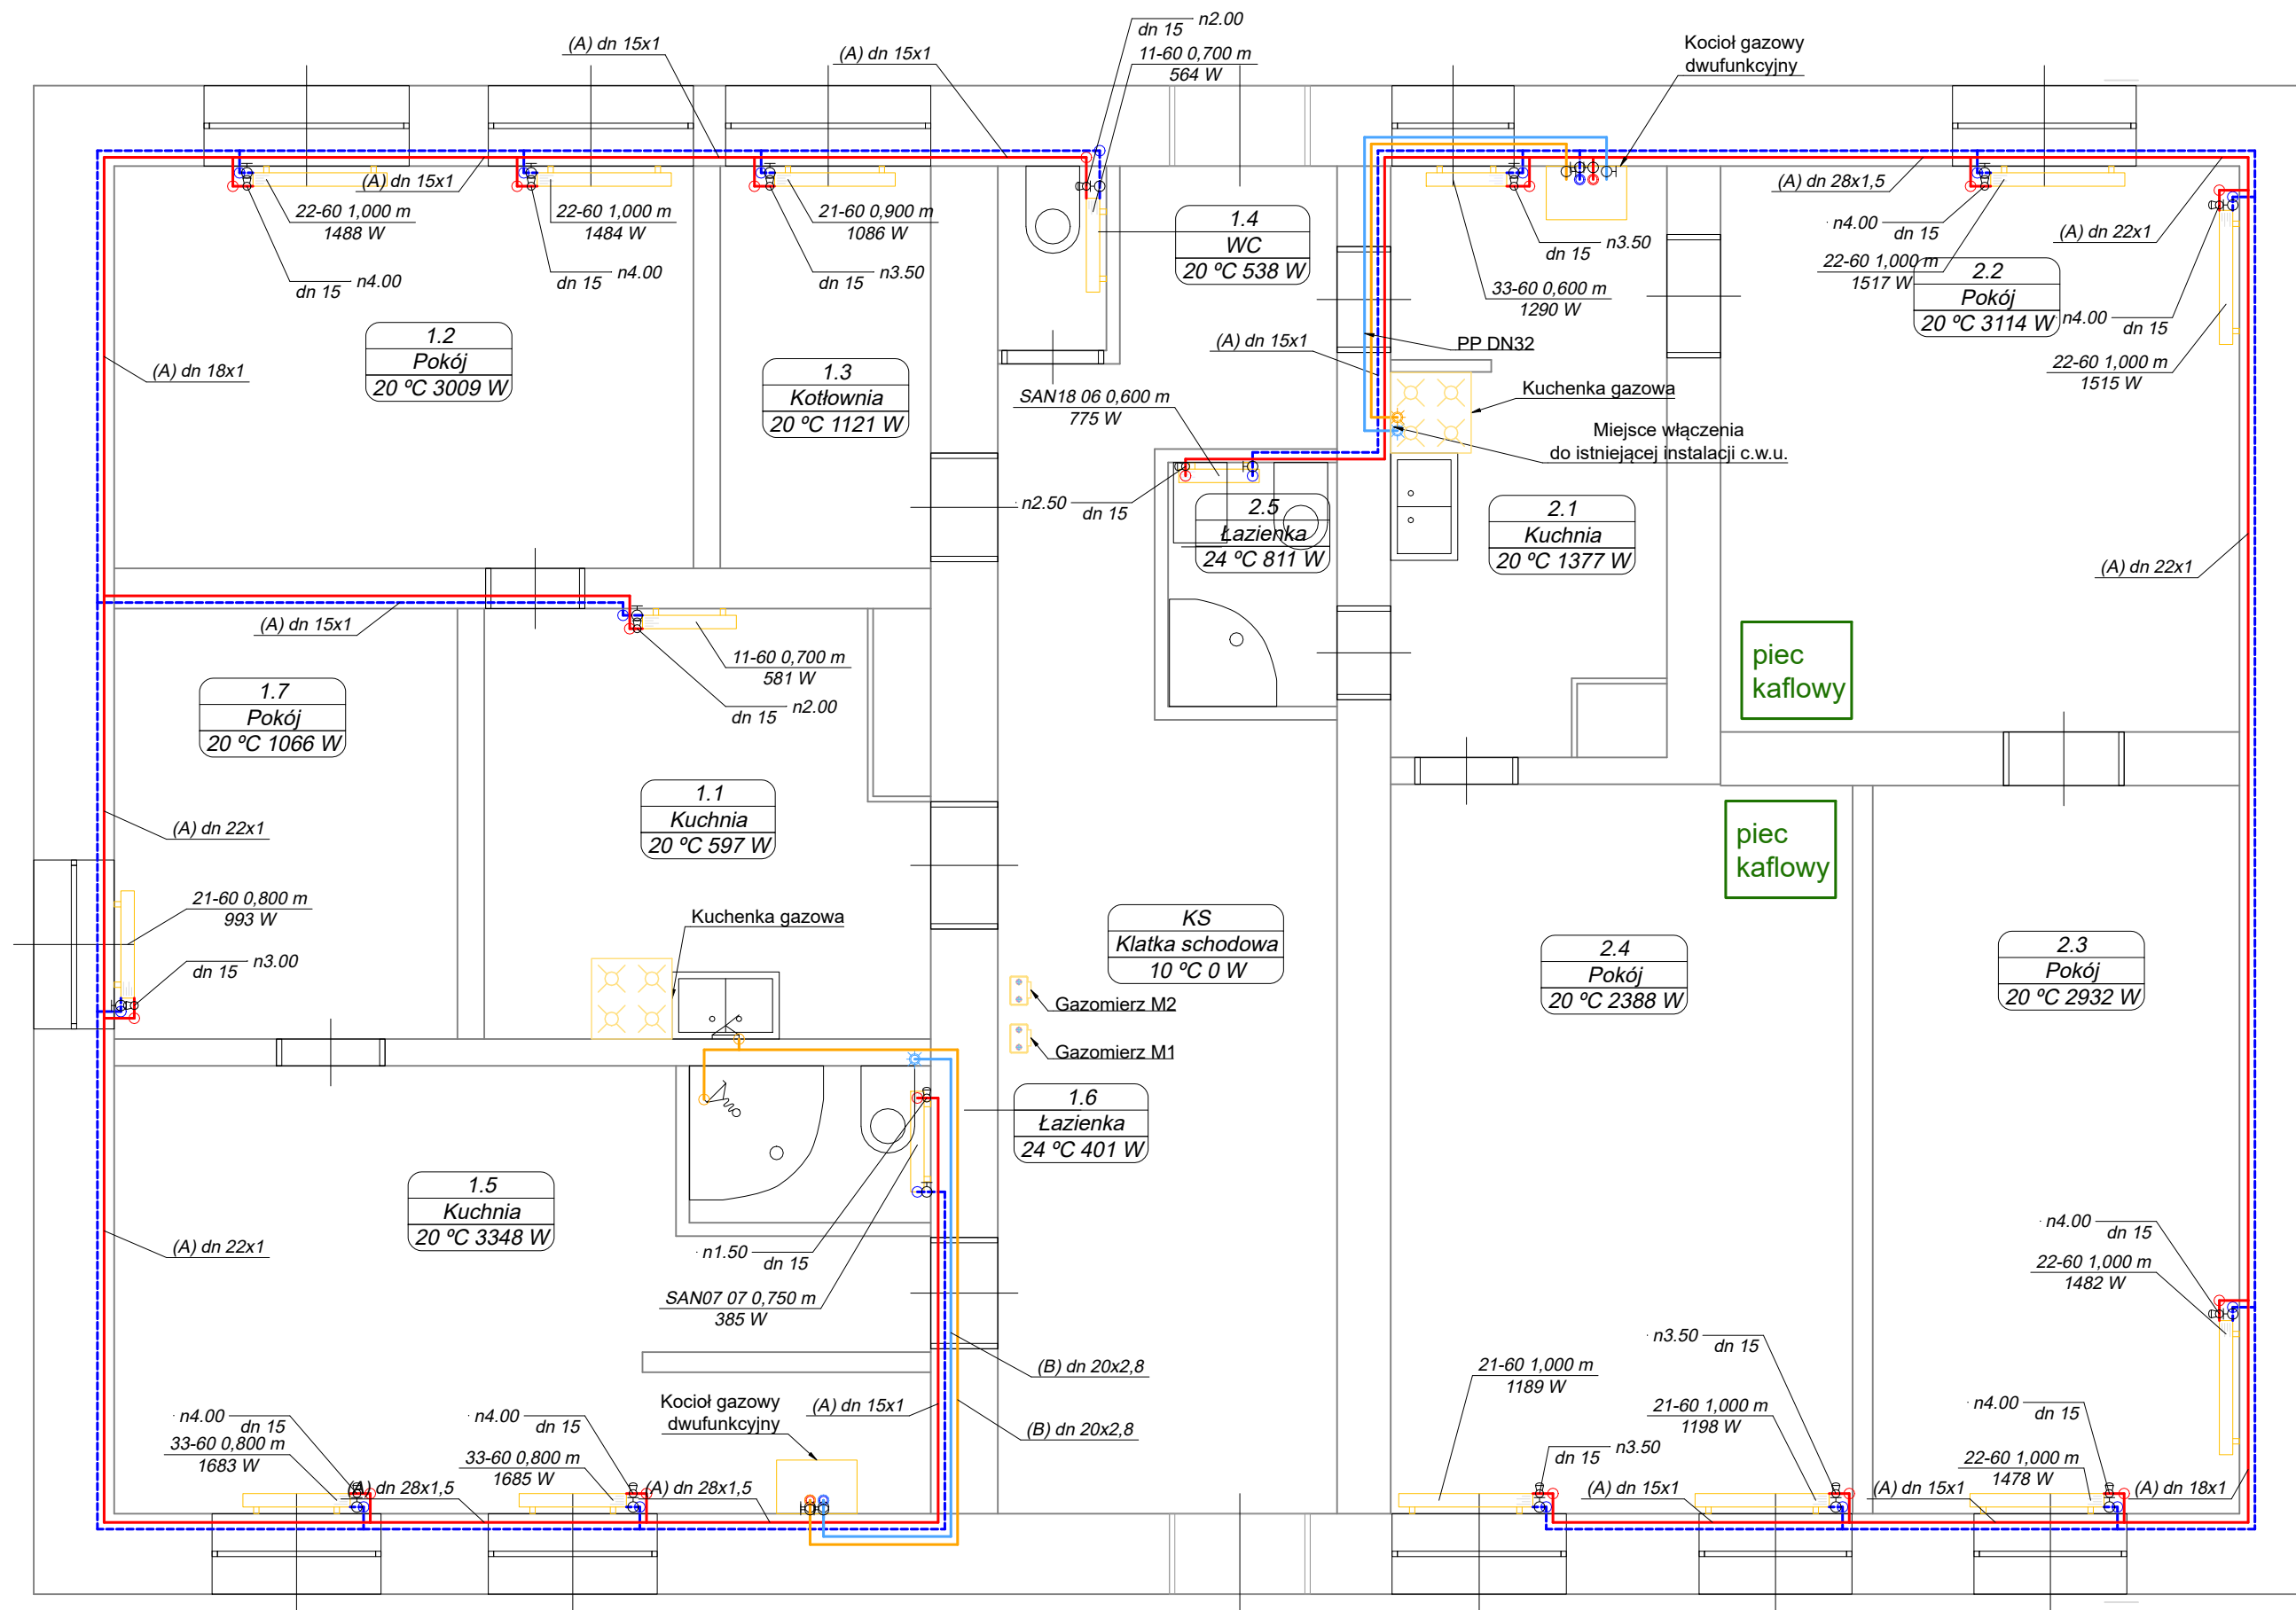 n2.00
dn 15
11-60 0,700 m
564 W
(A) dn 15x1
(A) dn 15x1
Kocioł gazowy
dwufunkcyjny
(A) dn 15x1
22-60 1,000 m
1488 W
n4.00
dn 15
22-60 1,000 m
1484 W
n4.00
dn 15
21-60 0,900 m
1086 W
n3.50
dn 15
1.4
WC
20 ºC 538 W
n3.50
dn 15
33-60 0,600 m
1290 W
(A) dn 28x1,5
n4.00
dn 15
(A) dn 22x1
22-60 1,000 m
1517 W
2.2
Pokój
20 ºC 3114 W
n4.00
dn 15
22-60 1,000 m
1515 W
1.2
Pokój
20 ºC 3009 W
(A) dn 18x1
1.3
Kotłownia
20 ºC 1121 W
(A) dn 15x1
PP DN32
SAN18 06 0,600 m
775 W
Kuchenka gazowa
Miejsce włączenia
do istniejącej instalacji c.w.u.
n2.50
dn 15
2.5
Łazienka
24 ºC 811 W
2.1
Kuchnia
20 ºC 1377 W
(A) dn 22x1
(A) dn 15x1
11-60 0,700 m
581 W
n2.00
dn 15
piec
kaflowy
1.7
Pokój
20 ºC 1066 W
1.1
Kuchnia
20 ºC 597 W
(A) dn 22x1
piec
kaflowy
21-60 0,800 m
993 W
n3.00
dn 15
Kuchenka gazowa
KS
Klatka schodowa
10 ºC 0 W
Gazomierz M2
Gazomierz M1
2.4
Pokój
20 ºC 2388 W
2.3
Pokój
20 ºC 2932 W
1.6
Łazienka
24 ºC 401 W
1.5
Kuchnia
20 ºC 3348 W
(A) dn 22x1
n1.50
dn 15
SAN07 07 0,750 m
385 W
n4.00
dn 15
22-60 1,000 m
1482 W
(B) dn 20x2,8
(B) dn 20x2,8
(A) dn 15x1
Kocioł gazowy
dwufunkcyjny
n4.00
dn 15
33-60 0,800 m
1683 W
(A) dn 28x1,5
n4.00
dn 15
33-60 0,800 m
1685 W
(A) dn 28x1,5
21-60 1,000 m
1189 W
n3.50
dn 15
n3.50
dn 15
21-60 1,000 m
1198 W
(A) dn 15x1
n4.00
dn 15
22-60 1,000 m
1478 W
(A) dn 15x1
(A) dn 18x1